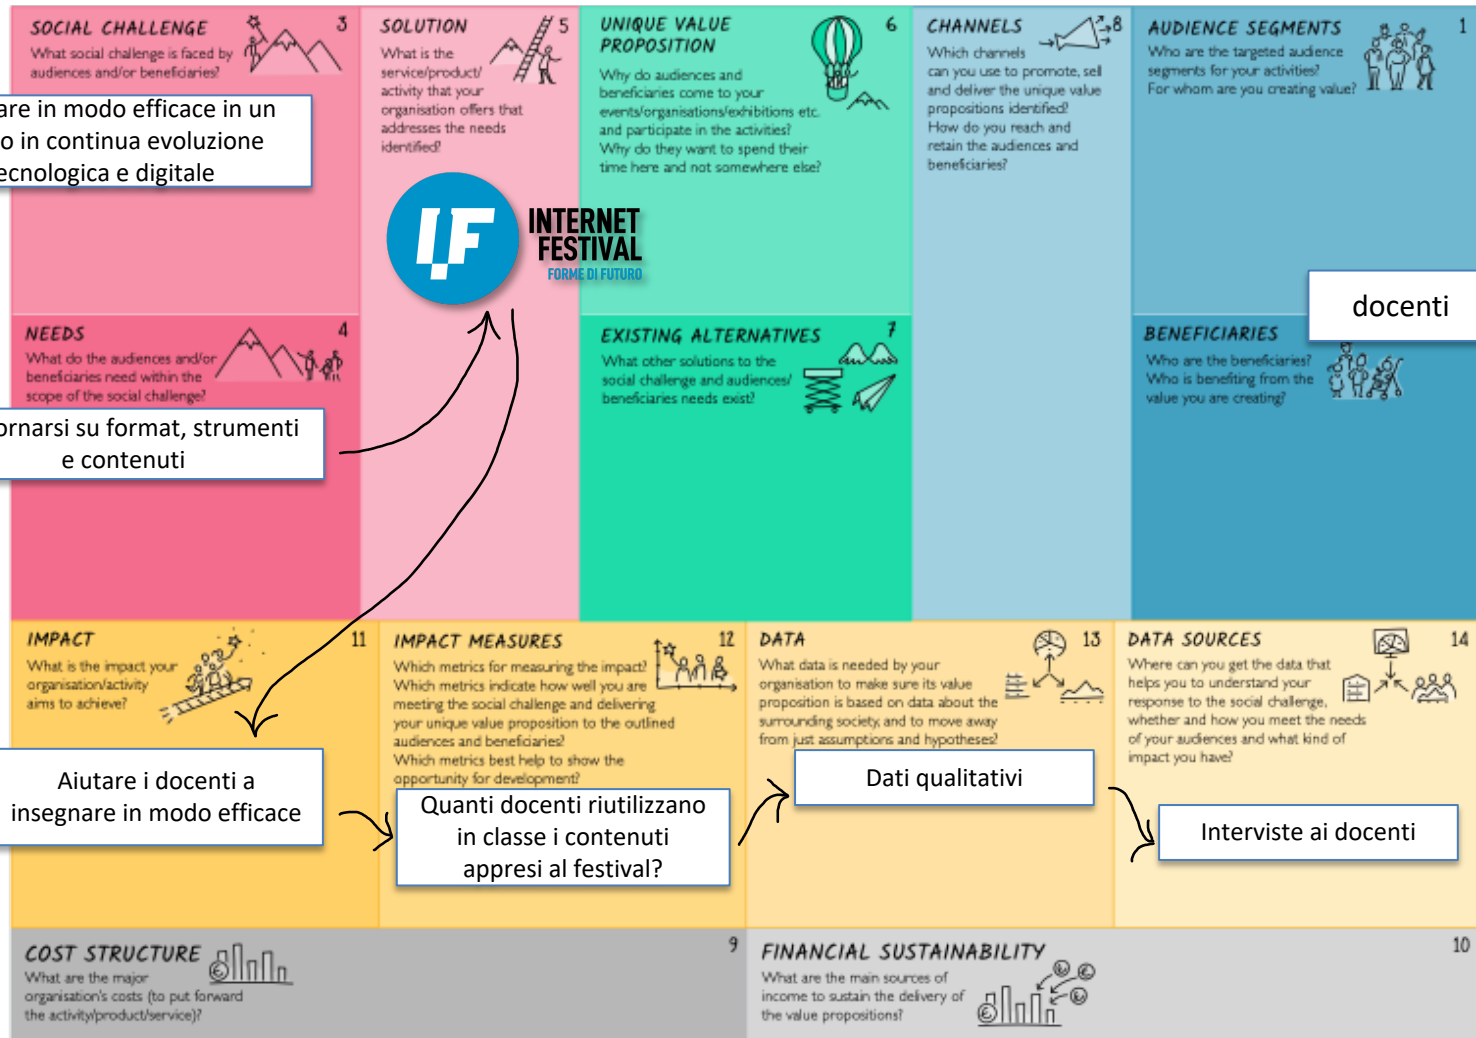 SOCIAL CHALLENGE
3
What social challenge is faced by
audiences and/or beneficiaries?
are in modo efficace in un
o in continua evoluzione
ecnologica e digitale
NEEDS
4
What do the audiences and/or
beneficiaries need within the
scope of the social challenge?
ornarsi su format, strumenti
e contenuti
SOLUTION
5
What is the
service/product/
activity that your
organisation offers that
addresses the needs
identified?
I.F
INTERNET
FESTIVAL
FORME DI FUTURO
UNIQUE VALUE
PROPOSITION
6
Why do audiences and
beneficiaries come to your
events/organisations/exhibitions etc.
and participate in the activities?
Why do they want to spend their
time here and not somewhere else?
EXISTING ALTERNATIVES
7
What other solutions to the
social challenge and audiences/
beneficiaries needs exist?
CHANNELS
8
Which channels
can you use to promote, sell
and deliver the unique value
propositions identified?
How do you reach and
retain the audiences and
beneficiaries?
AUDIENCE SEGMENTS
1
Who are the targeted audience
segments for your activities?
For whom are you creating value?
docenti
BENEFICIARIES
Who are the beneficiaries?
Who is benefiting from the
value you are creating?
IMPACT
11
What is the impact your
organisation/activity
aims to achieve?
Aiutare i docenti a
insegnare in modo efficace
IMPACT MEASURES
12
Which metrics for measuring the impact?
Which metrics indicate how well you are
meeting the social challenge and delivering
your unique value proposition to the outlined
audiences and beneficiaries?
Which metrics best help to show the
opportunity for development?
Quanti docenti riutilizzano
in classe i contenuti
appresi al festival?
DATA
13
What data is needed by your
organisation to make sure its value
proposition is based on data about the
surrounding society, and to move away
from just assumptions and hypotheses?
Dati qualitativi
DATA SOURCES
14
Where can you get the data that
helps you to understand your
response to the social challenge,
whether and how you meet the needs
of your audiences and what kind of
impact you have?
Interviste ai docenti
COST STRUCTURE
9
What are the major
organisation's costs (to put forward
the activity/product/service)?
FINANCIAL SUSTAINABILITY
10
What are the main sources of
income to sustain the delivery of
the value propositions?